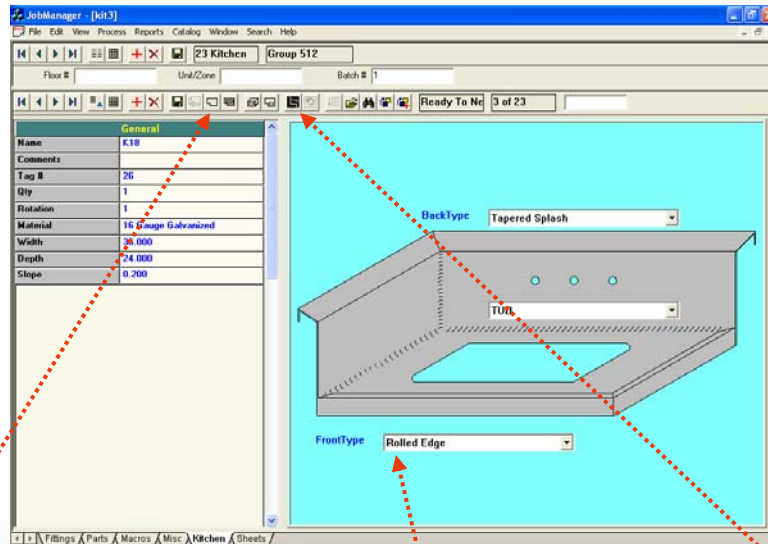 JobManager - [kit3]
File Edit View Process Reports Catalog Window Search Help
23 Kitchen Group 512
Floor # Unit/Zone Batch # 1
Ready To Ne 3 of 23
General
Name K18
Comments
Tag # 26
Qty 1
Rotation 1
Material 16 Gauge Galvanized
Width 36.000
Depth 24.000
Slope 0.200
BackType Tapered Splash
FrontType Rolled Edge
Fittings Parts Macros Misc Kitchen Sheets